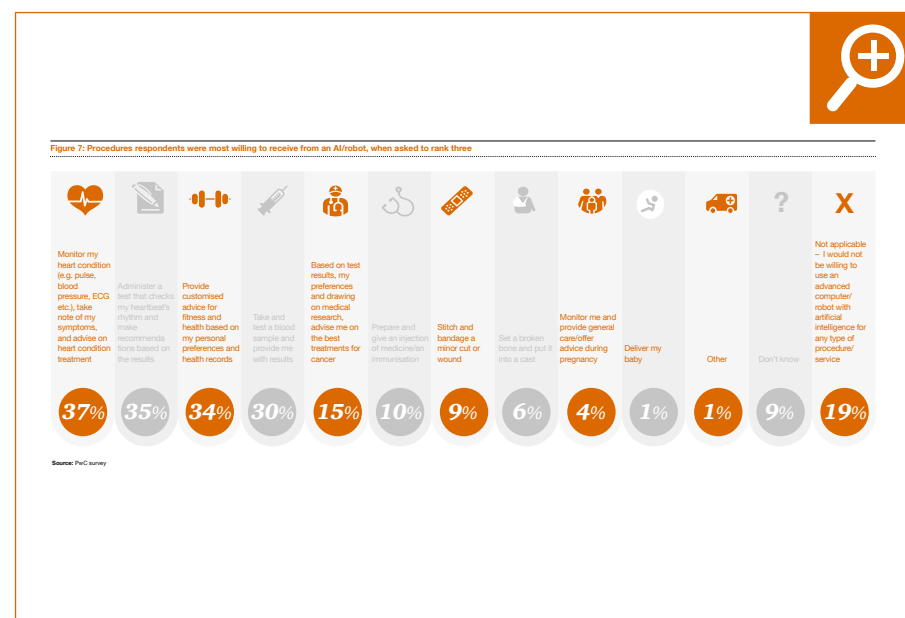 Figure 7: Procedures respondents were most willing to receive from an AI/robot, when asked to rank three
Monitor my
heart condition
(e.g. pulse,
blood
pressure, ECG
etc.), take
note of my
symptoms,
and advise on
heart condition
treatment
37%
Administer a
test that checks
my heartbeat's
rhythm and
make
recommenda
tions based on
the results
35%
Provide
customised
advice for
fitness and
health based on
my personal
preferences and
health records
34%
Take and
test a blood
sample and
provide me
with results
30%
Based on test
results, my
preferences
and drawing
on medical
research,
advise me on
the best
treatments for
cancer
15%
Prepare and
give an injection
of medicine/an
immunisation
10%
Stitch and
bandage a
minor cut or
wound
9%
Set a broken
bone and put it
into a cast
6%
Monitor me and
provide general
care/offer
advice during
pregnancy
4%
Deliver my
baby
1%
Other
1%
?
Don't know
9%
X
Not applicable
– I would not
be willing to
use an
advanced
computer/
robot with
artificial
intelligence for
any type of
procedure/
service
19%
Source: PwC survey